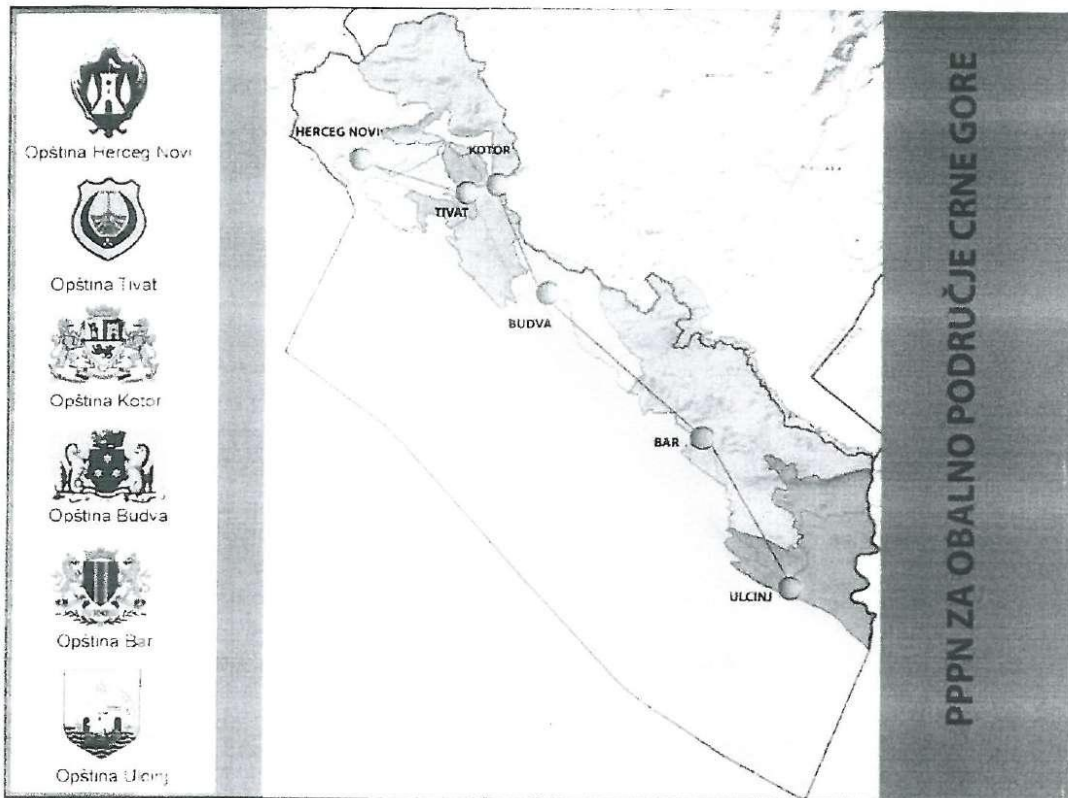 Opština Herceg Novi
Opština Tivat
Opština Kotor
Opština Budva
Opština Bar
Opština Ulcinj
HERCEG NOVI
KOTOR
TIVAT
BUDVA
BAR
ULCINJ
PPPN ZA OBALNO PODRUČJE CRNE GORE